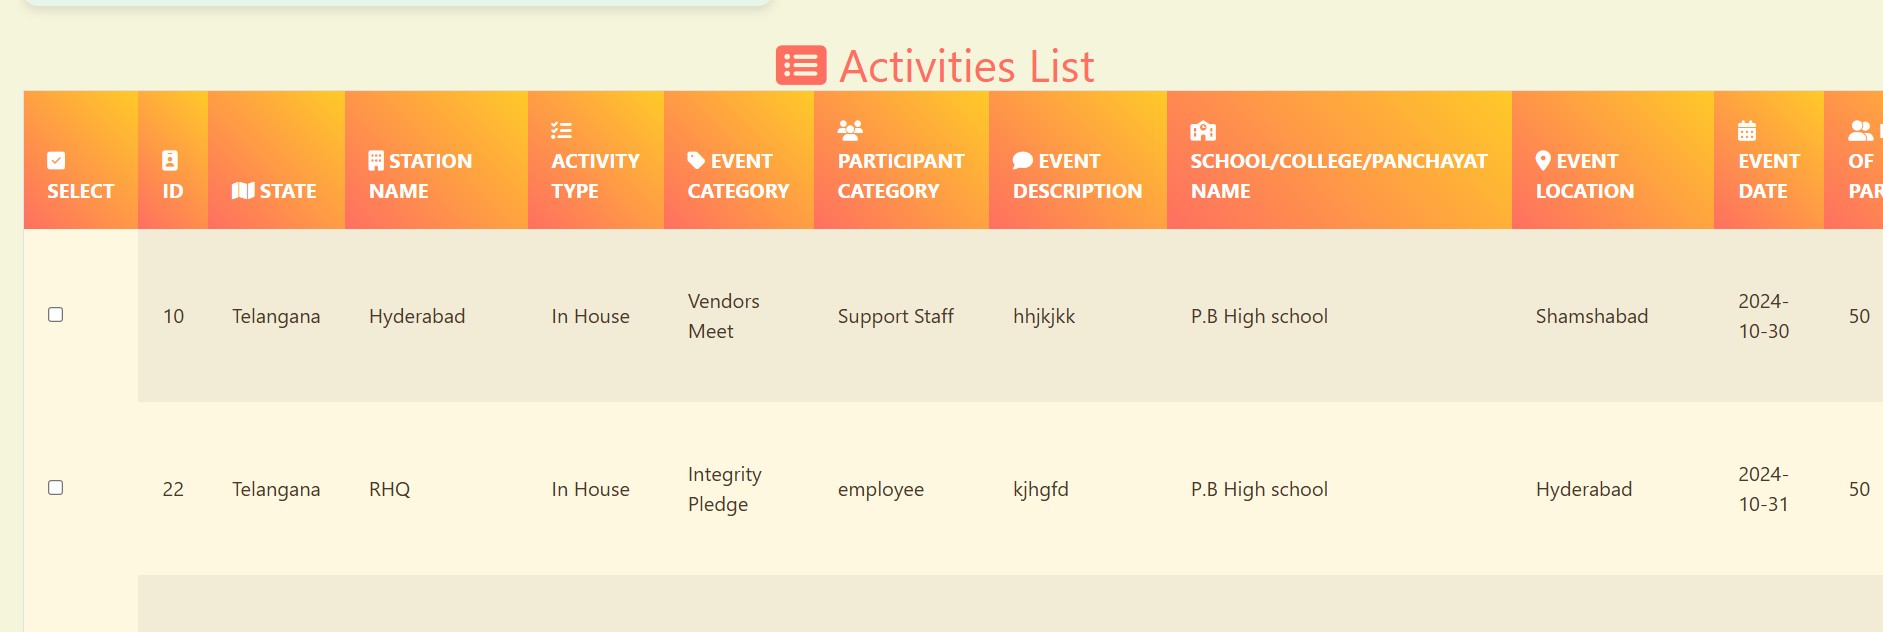 Activities List
SELECT
ID
STATE
STATION
NAME
ACTIVITY
TYPE
EVENT
CATEGORY
PARTICIPANT
CATEGORY
EVENT
DESCRIPTION
SCHOOL/COLLEGE/PANCHAYAT
NAME
EVENT
LOCATION
EVENT
DATE
OF
10
Telangana
Hyderabad
In House
Vendors
Meet
Support Staff
hhjkjkk
P.B High school
Shamshabad
2024-
10-30
50
22
Telangana
RHQ
In House
Integrity
Pledge
employee
kjhgfd
P.B High school
Hyderabad
2024-
10-31
50